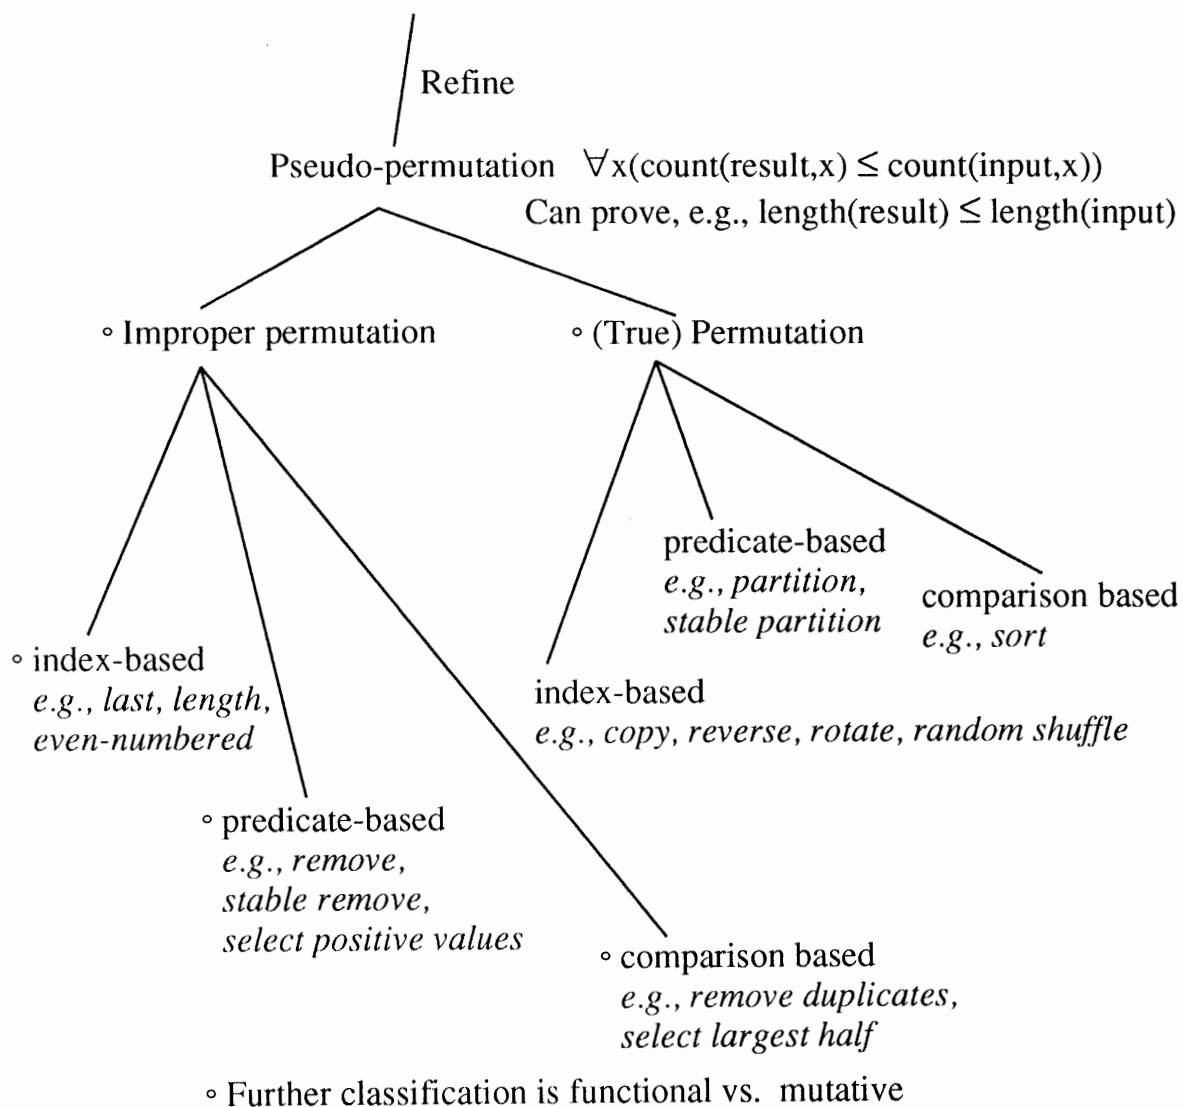 Refine
Pseudo-permutation ∀x(count(result,x) ≤ count(input,x))
Can prove, e.g., length(result) ≤ length(input)
∘ Improper permutation
∘ (True) Permutation
predicate-based
e.g., partition,
stable partition
comparison based
e.g., sort
∘ index-based
e.g., last, length,
even-numbered
index-based
e.g., copy, reverse, rotate, random shuffle
∘ predicate-based
e.g., remove,
stable remove,
select positive values
∘ comparison based
e.g., remove duplicates,
select largest half
∘ Further classification is functional vs. mutative